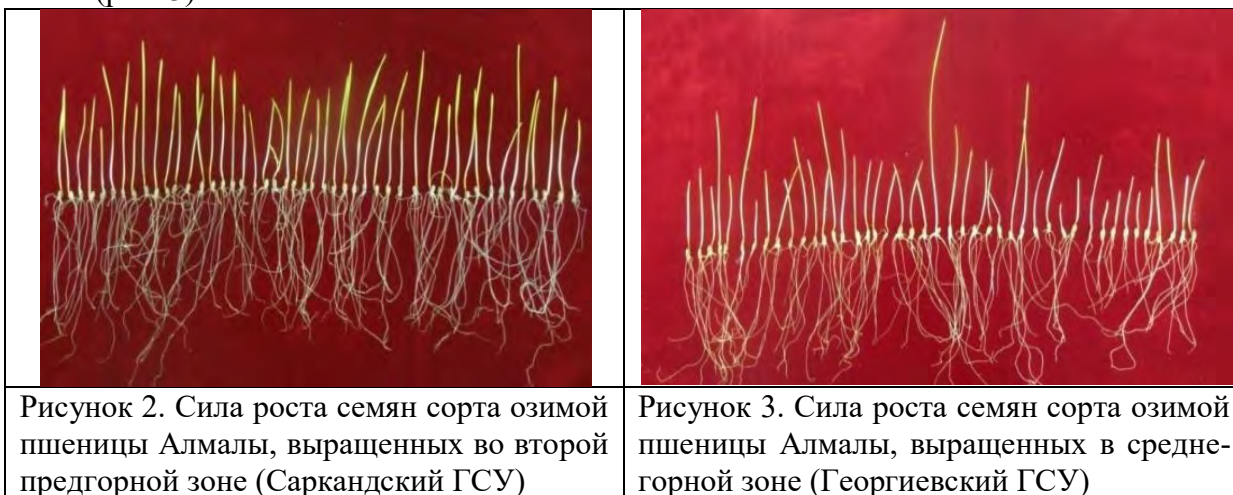 Рисунок 2. Сила роста семян сорта озимой
пшеницы Алмалы, выращенных во второй
предгорной зоне (Саркандский ГСУ)
Рисунок 3. Сила роста семян сорта озимой
пшеницы Алмалы, выращенных в средне-
горной зоне (Георгиевский ГСУ)